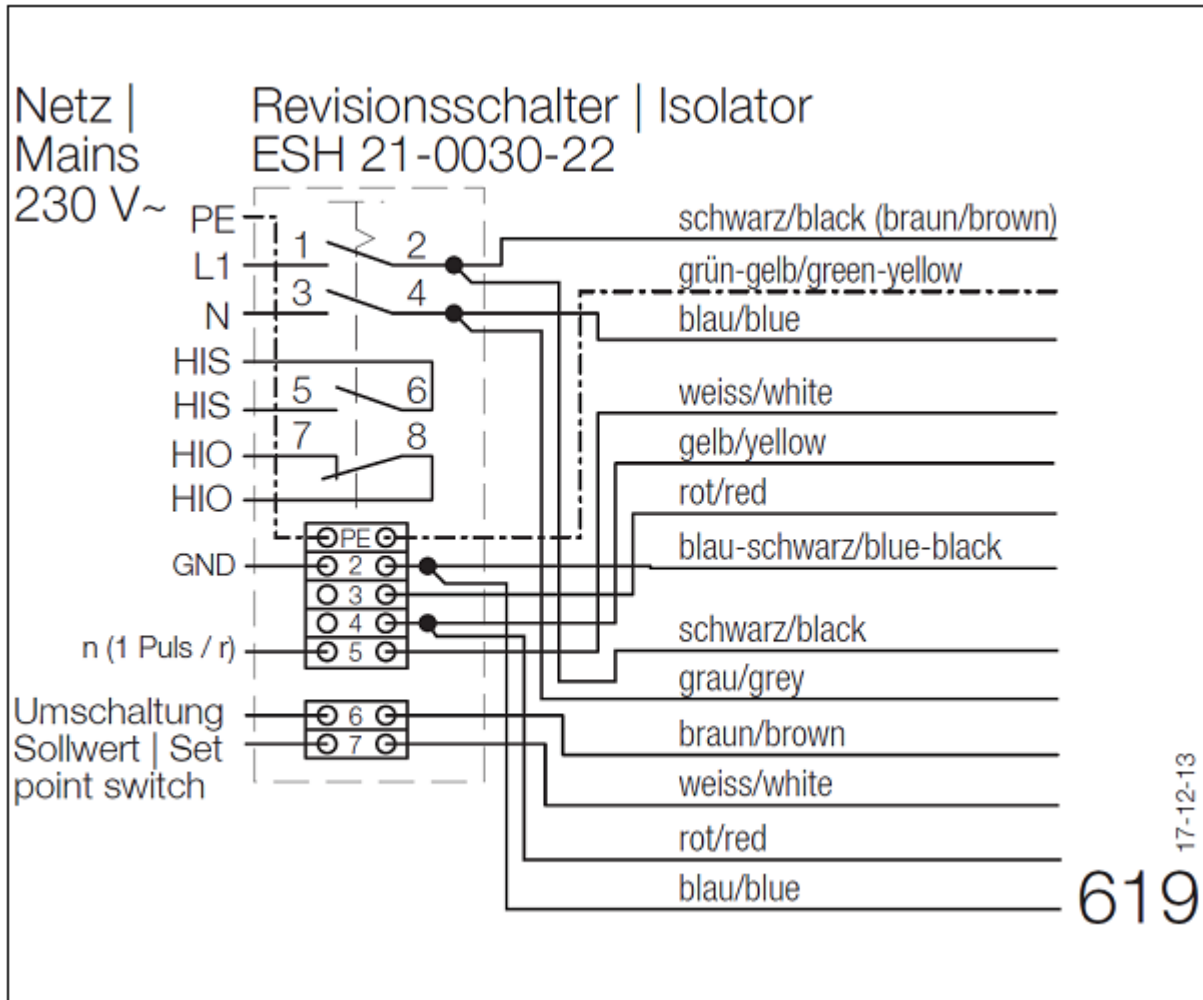 Netz |
Mains
230 V~
Revisionsschalter | Isolator
ESH 21-0030-22
PE
L1
N
HIS
HIS
HIO
HIO
GND
n (1 Puls / r)
Umschaltung
Sollwert | Set
point switch
1 2
3 4
5 6
7 8
PE
2
3
4
5
6
7
schwarz/black (braun/brown)
grün-gelb/green-yellow
blau/blue
weiss/white
gelb/yellow
rot/red
blau-schwarz/blue-black
schwarz/black
grau/grey
braun/brown
weiss/white
rot/red
blau/blue
17-12-13
619